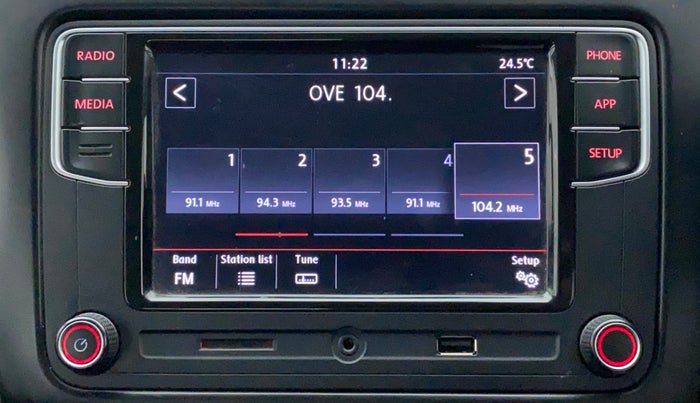 RADIO
MEDIA
11:22
24.5°C
PHONE
APP
SETUP
< OVE 104. >
1
2
3
4
5
91.1 MHz
94.3 MHz
93.5 MHz
91.1 MHz
104.2 MHz
Band
Station list
Tune
Setup
FM